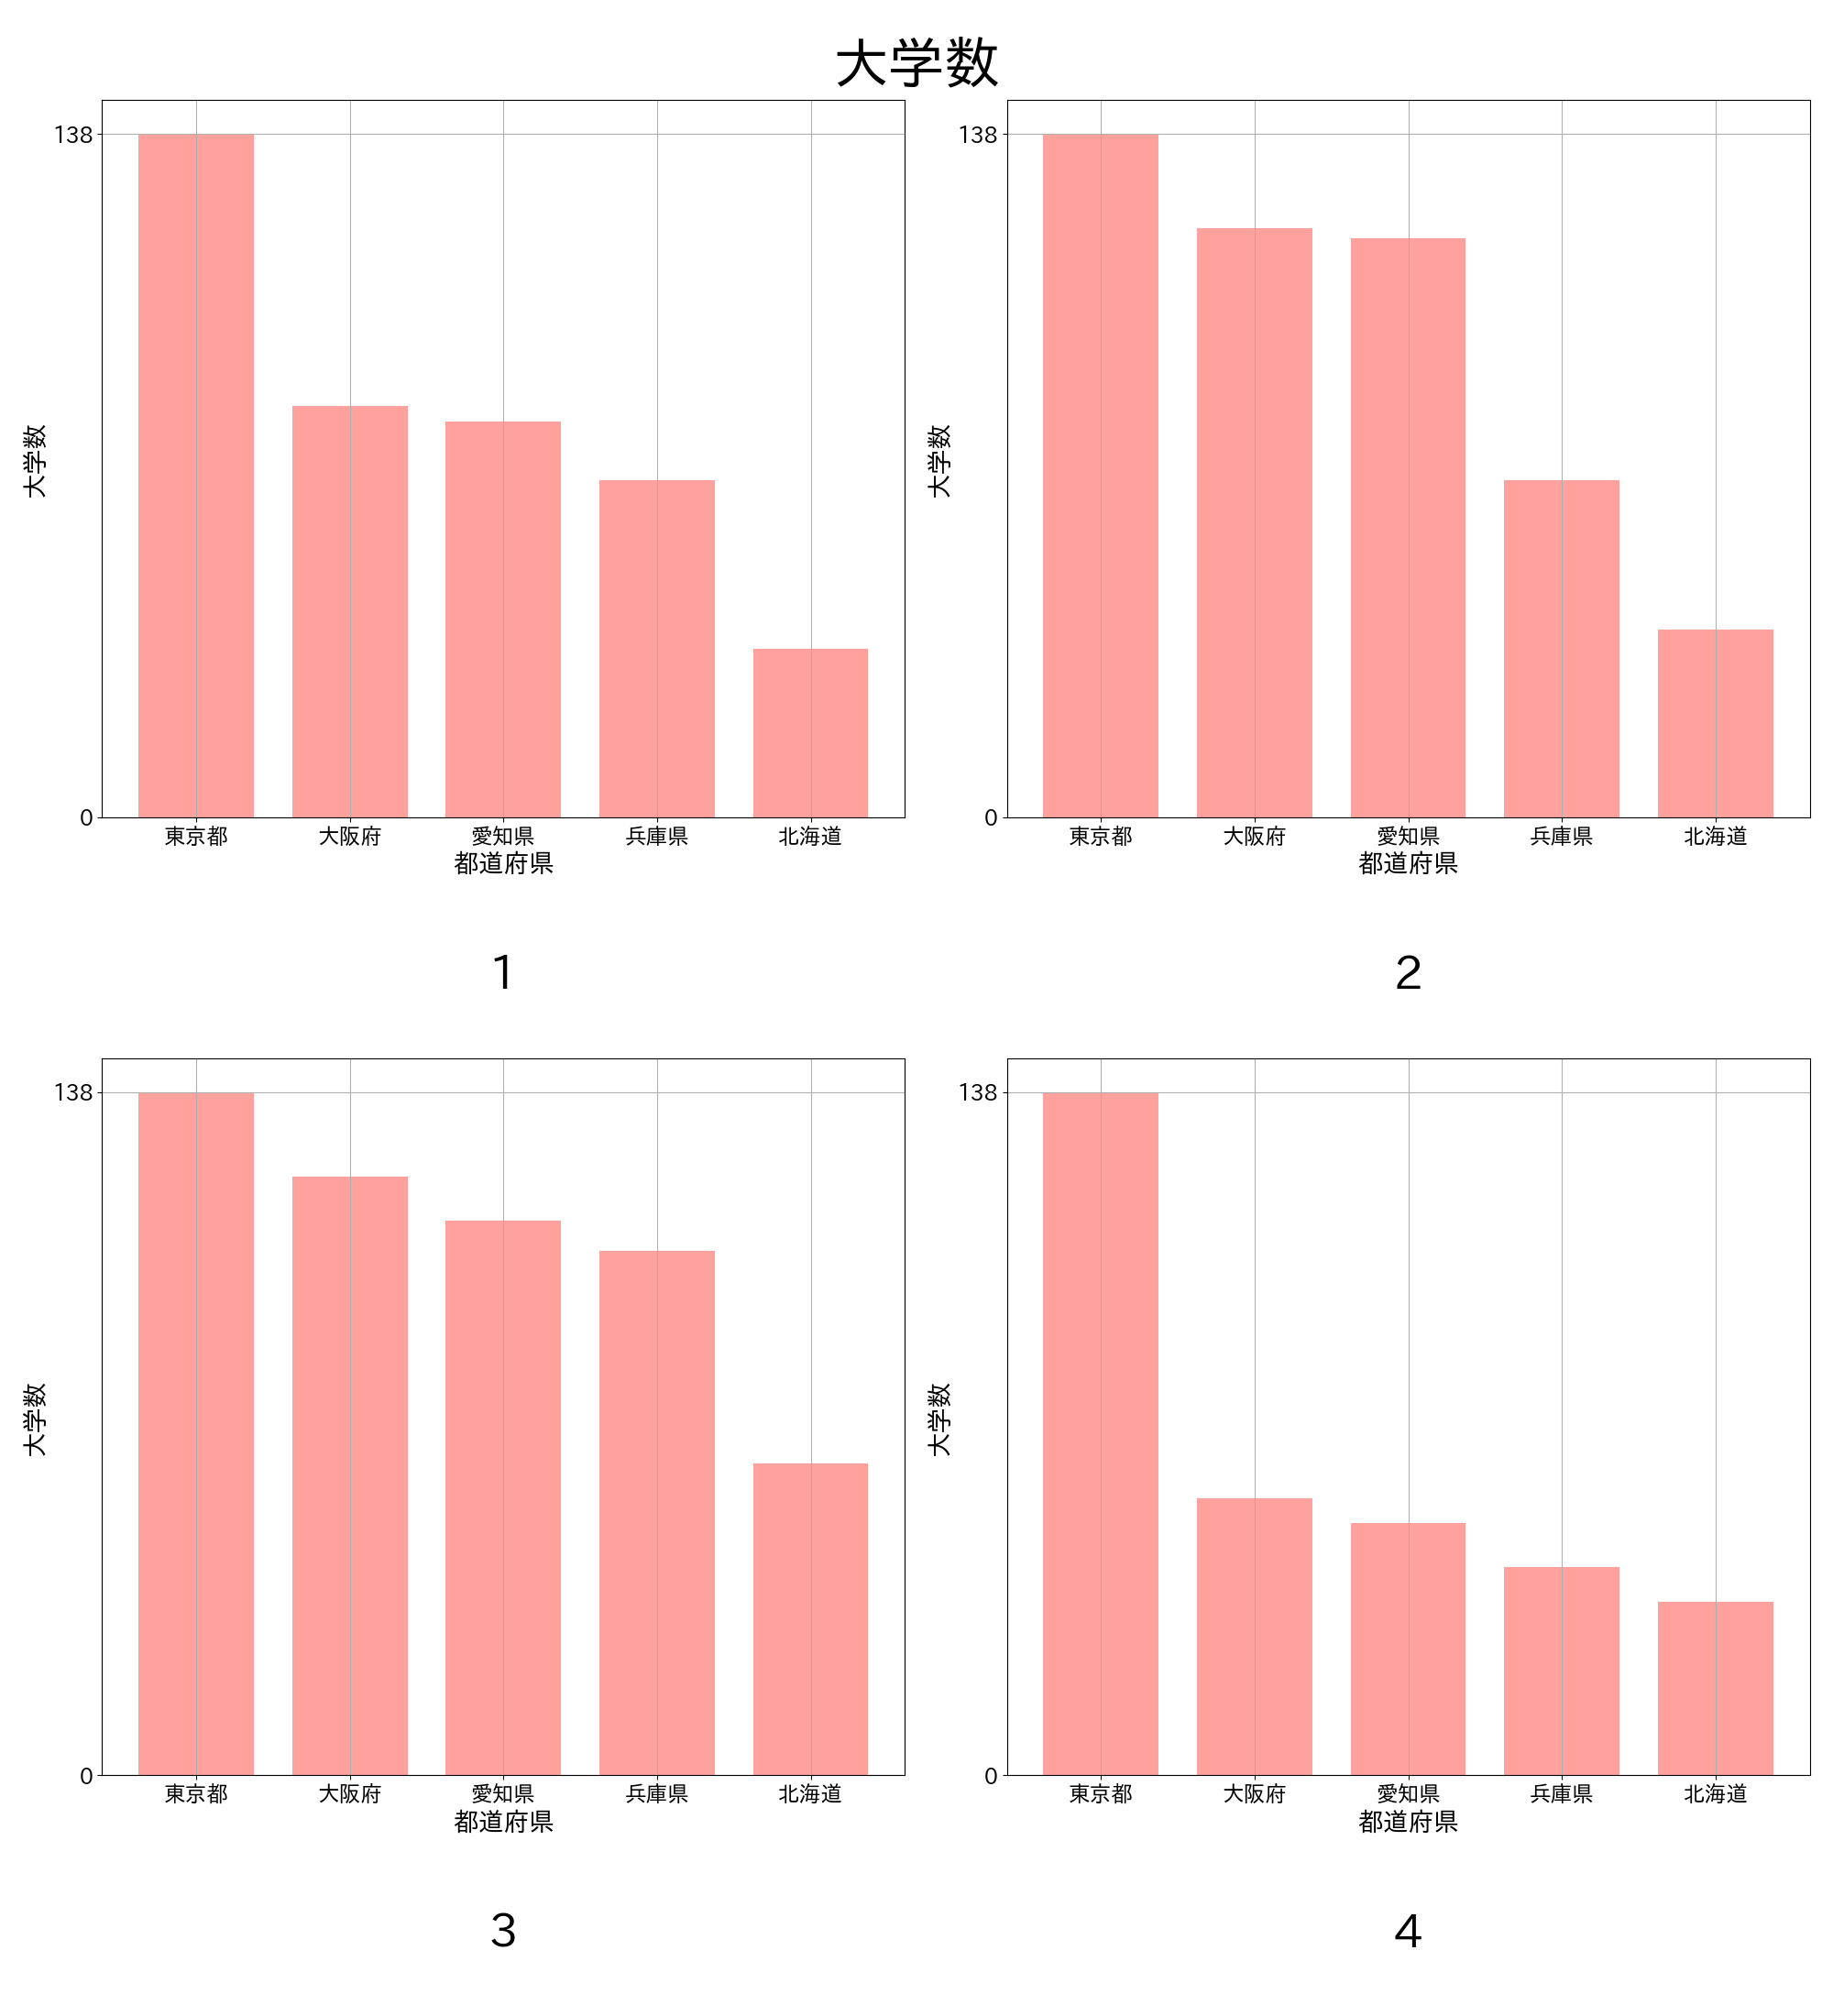 大学数
138
0
大学数
東京都 大阪府 愛知県 兵庫県 北海道
都道府県
1
138
0
大学数
東京都 大阪府 愛知県 兵庫県 北海道
都道府県
2
138
0
大学数
東京都 大阪府 愛知県 兵庫県 北海道
都道府県
3
138
0
大学数
東京都 大阪府 愛知県 兵庫県 北海道
都道府県
4